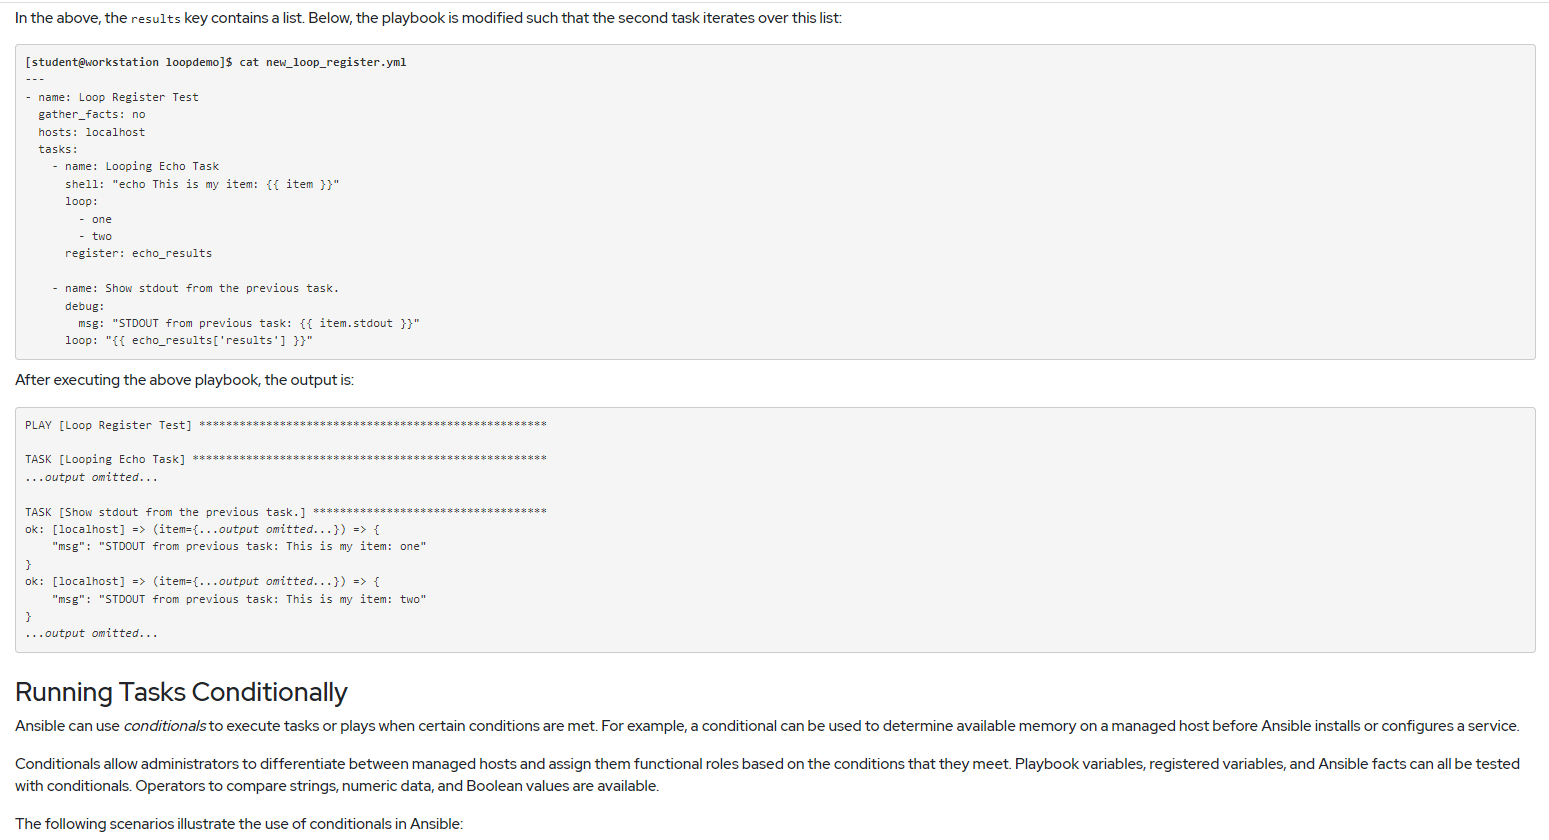 In the above, the results key contains a list. Below, the playbook is modified such that the second task iterates over this list:
[student@workstation loopdemo]$ cat new_loop_register.yml
---
- name: Loop Register Test
  gather_facts: no
  hosts: localhost
  tasks:
    - name: Looping Echo Task
      shell: "echo This is my item: {{ item }}"
      loop:
        - one
        - two
      register: echo_results

    - name: Show stdout from the previous task.
      debug:
        msg: "STDOUT from previous task: {{ item.stdout }}"
      loop: "{{ echo_results['results'] }}"
After executing the above playbook, the output is:
PLAY [Loop Register Test] ****************************************************

TASK [Looping Echo Task] *****************************************************
...output omitted...

TASK [Show stdout from the previous task.] ***********************************
ok: [localhost] => (item={...output omitted...}) => {
    "msg": "STDOUT from previous task: This is my item: one"
}
ok: [localhost] => (item={...output omitted...}) => {
    "msg": "STDOUT from previous task: This is my item: two"
}
...output omitted...
Running Tasks Conditionally
Ansible can use conditionals to execute tasks or plays when certain conditions are met. For example, a conditional can be used to determine available memory on a managed host before Ansible installs or configures a service.
Conditionals allow administrators to differentiate between managed hosts and assign them functional roles based on the conditions that they meet. Playbook variables, registered variables, and Ansible facts can all be tested
with conditionals. Operators to compare strings, numeric data, and Boolean values are available.
The following scenarios illustrate the use of conditionals in Ansible: